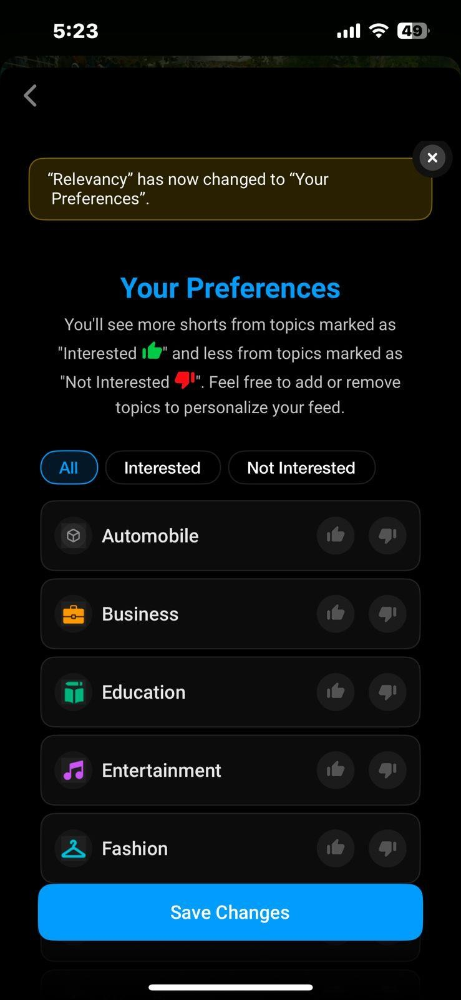 5:23
49
“Relevancy” has now changed to “Your
Preferences”.
Your Preferences
You'll see more shorts from topics marked as
"Interested 👍" and less from topics marked as
"Not Interested 👎". Feel free to add or remove
topics to personalize your feed.
All
Interested
Not Interested
Automobile
Business
Education
Entertainment
Fashion
Save Changes